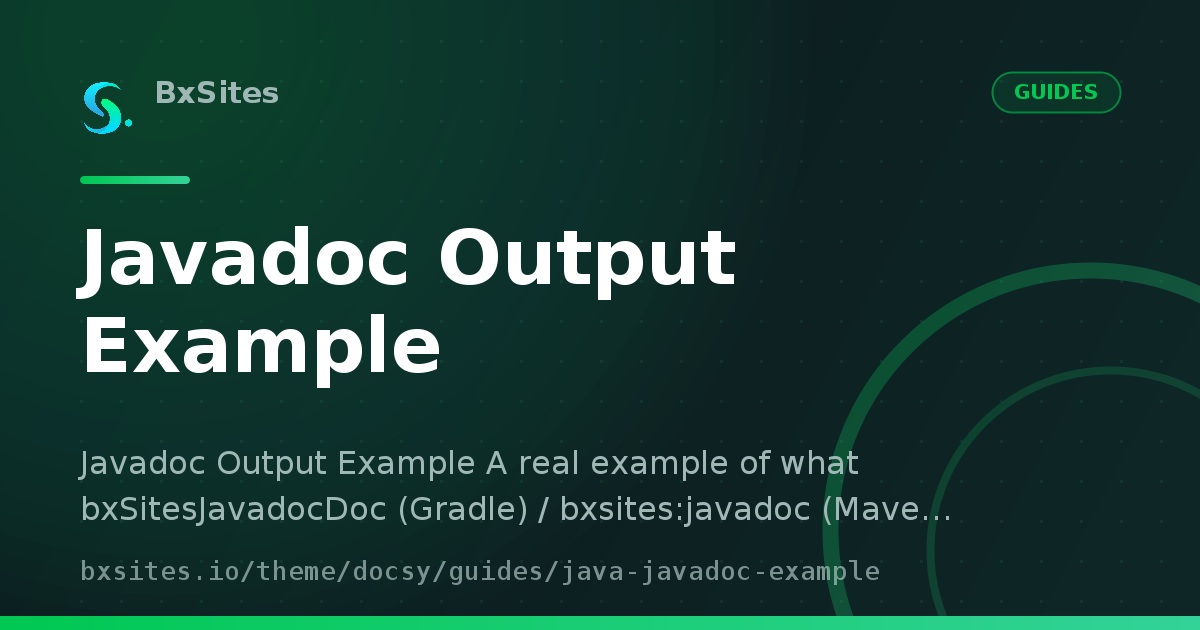 BxSites
GUIDES
Javadoc Output
Example
Javadoc Output Example A real example of what
bxSitesJavadocDoc (Gradle) / bxsites:javadoc (Mave…
bxsites.io/theme/docsy/guides/java-javadoc-example